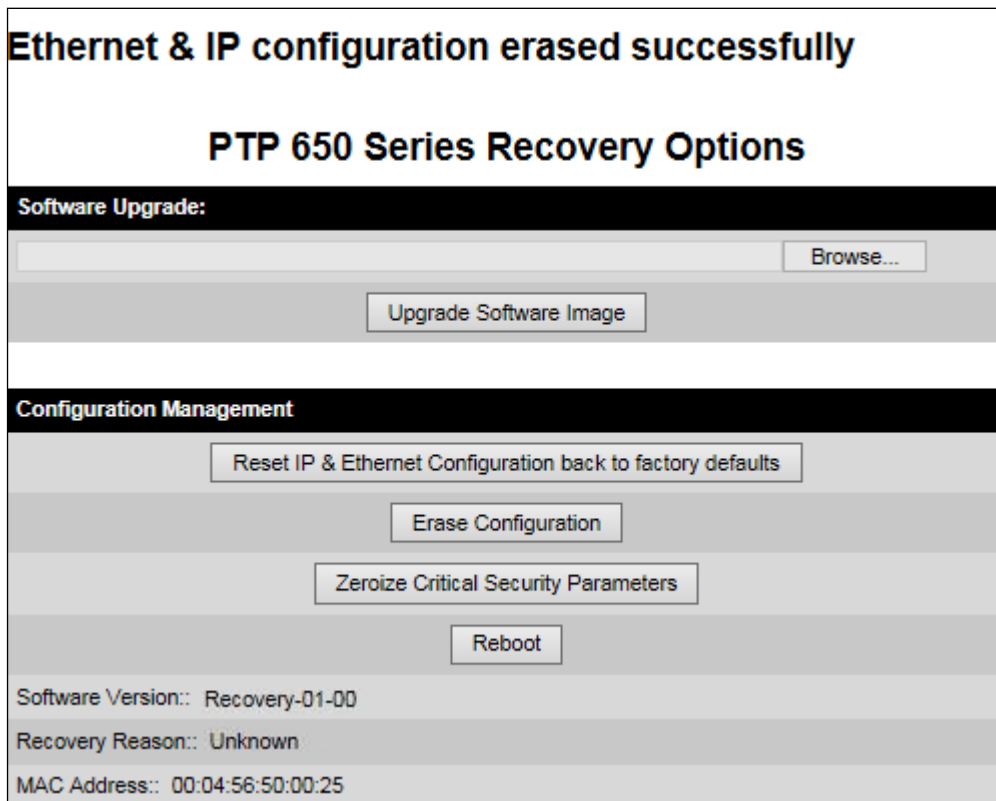 Ethernet & IP configuration erased successfully
PTP 650 Series Recovery Options
Software Upgrade:
Browse...
Upgrade Software Image
Configuration Management
Reset IP & Ethernet Configuration back to factory defaults
Erase Configuration
Zeroize Critical Security Parameters
Reboot
Software Version:: Recovery-01-00
Recovery Reason:: Unknown
MAC Address:: 00:04:56:50:00:25